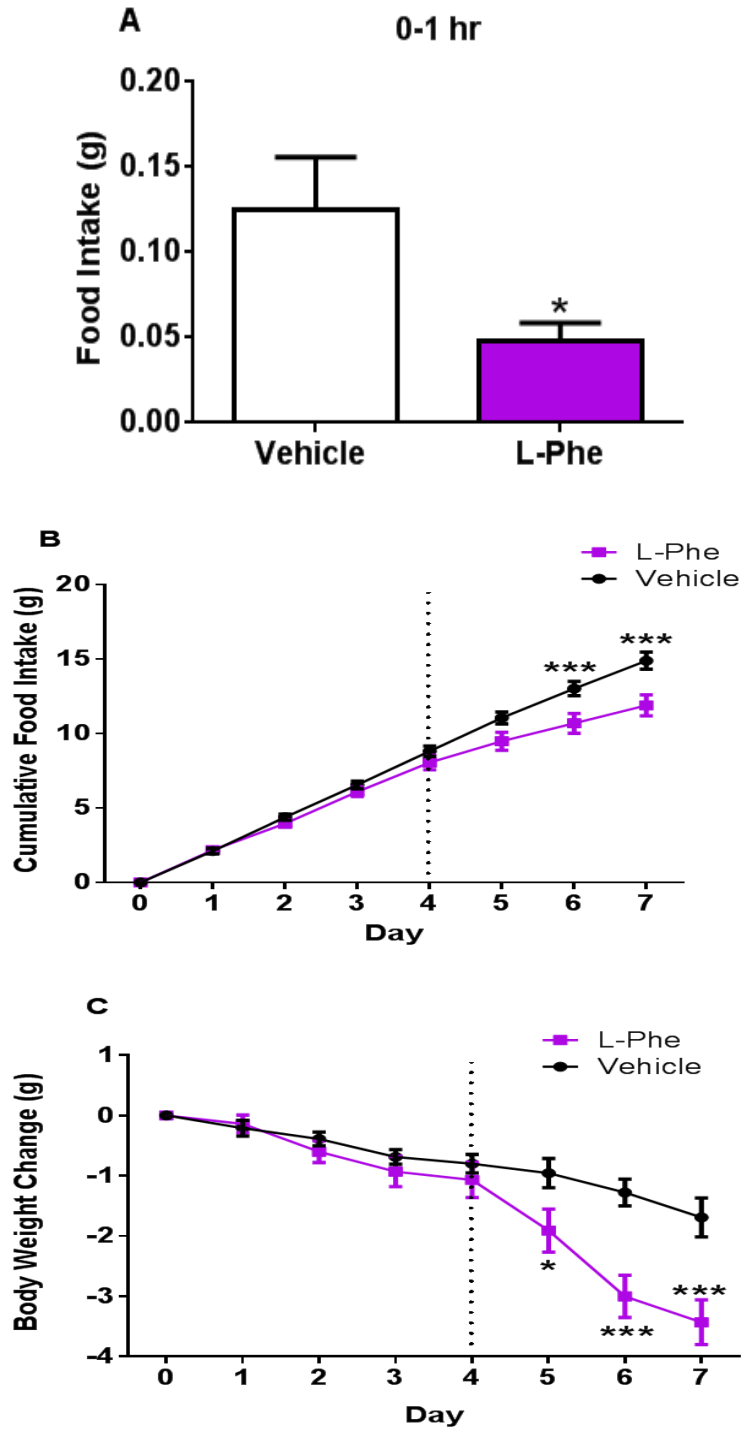 A
0-1 hr
Food Intake (g)
0.20
0.15
0.10
0.05
0.00
*
Vehicle L-Phe
B
L-Phe
Vehicle
Cumulative Food Intake (g)
20
15
10
5
0
*** ***
0 1 2 3 4 5 6 7
Day
C
L-Phe
Vehicle
Body Weight Change (g)
1
0
-1
-2
-3
-4
*
***
***
0 1 2 3 4 5 6 7
Day